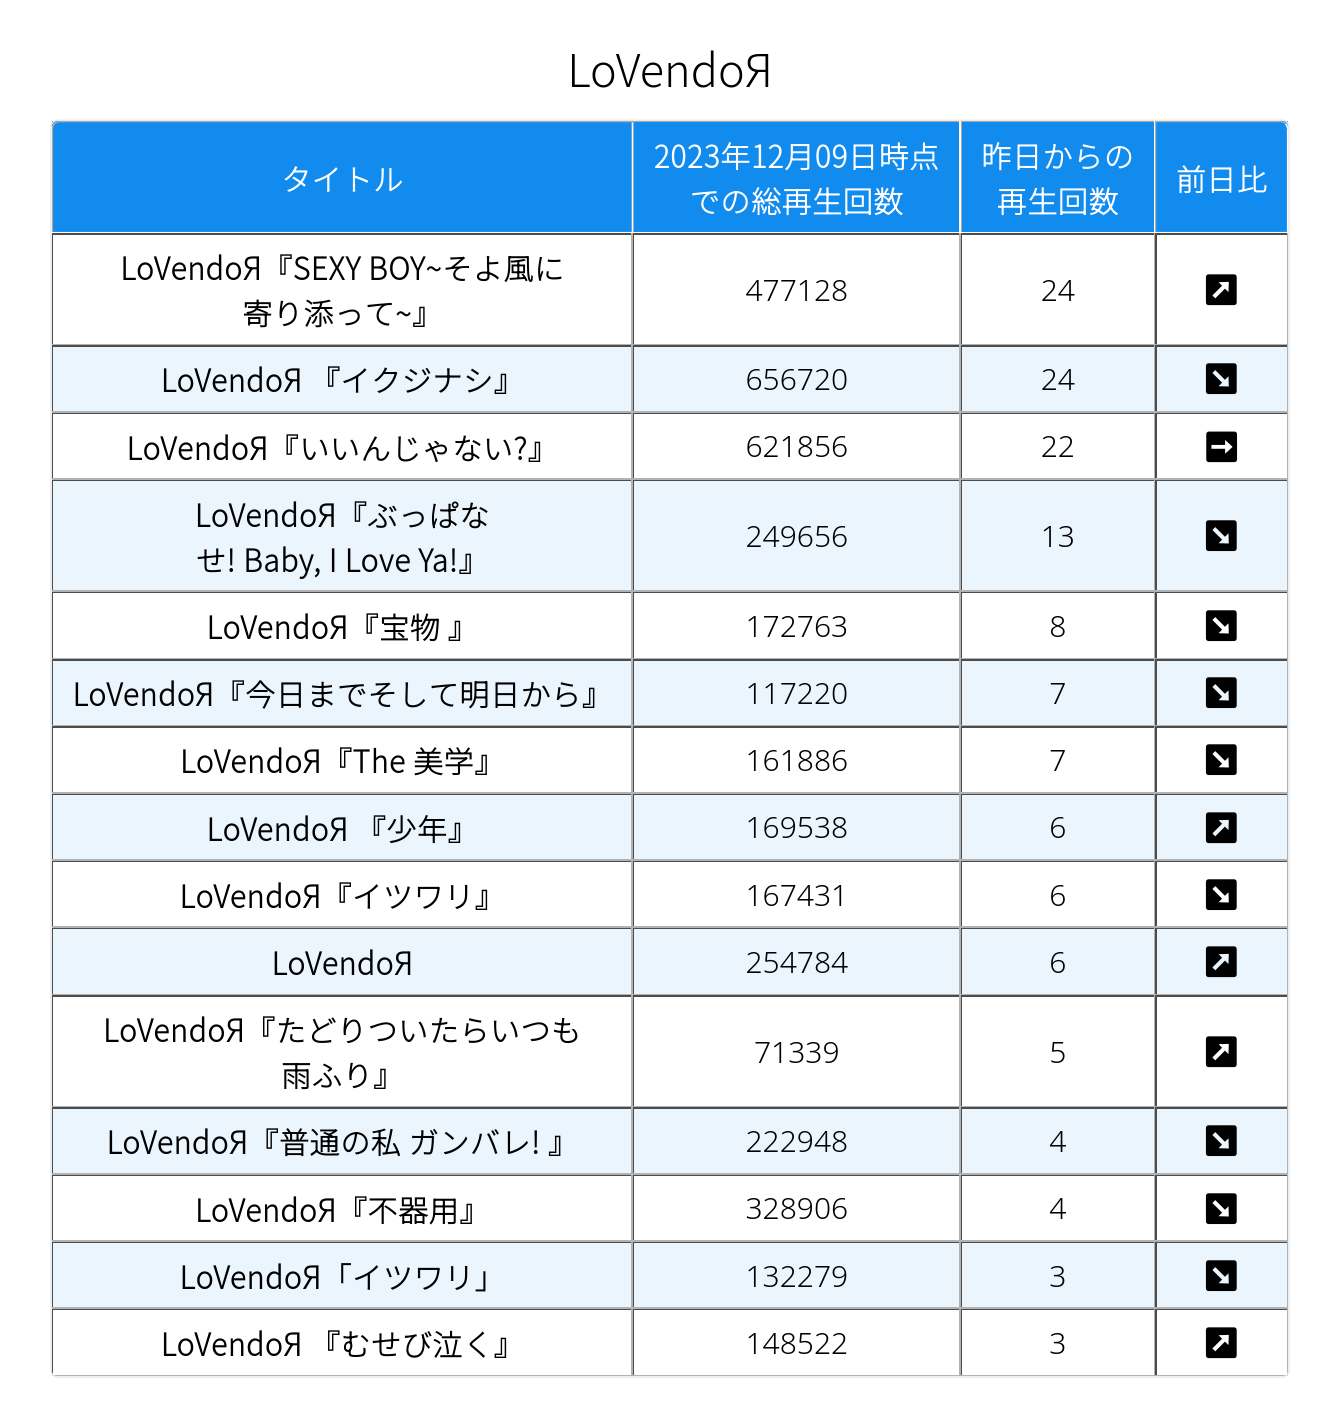 LoVendoЯ
タイトル
2023年12月09日時点
での総再生回数
昨日からの
再生回数
前日比
LoVendoЯ『SEXY BOY~そよ風に
寄り添って~』
477128
24
LoVendoЯ 『イクジナシ』
656720
24
LoVendoЯ『いいんじゃない?』
621856
22
LoVendoЯ『ぶっぱな
せ! Baby, I Love Ya!』
249656
13
LoVendoЯ『宝物 』
172763
8
LoVendoЯ『今日までそして明日から』
117220
7
LoVendoЯ『The 美学』
161886
7
LoVendoЯ 『少年』
169538
6
LoVendoЯ『イツワリ』
167431
6
LoVendoЯ
254784
6
LoVendoЯ『たどりついたらいつも
雨ふり』
71339
5
LoVendoЯ『普通の私 ガンバレ! 』
222948
4
LoVendoЯ『不器用』
328906
4
LoVendoЯ「イツワリ」
132279
3
LoVendoЯ 『むせび泣く』
148522
3